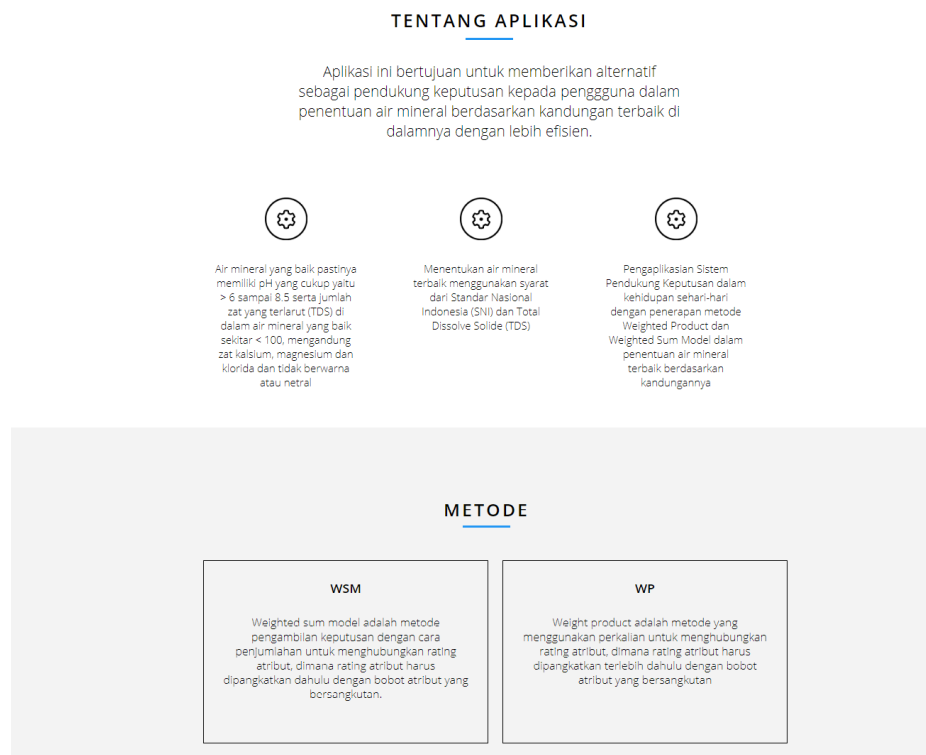 TENTANG APLIKASI
Aplikasi ini bertujuan untuk memberikan alternatif
sebagai pendukung keputusan kepada penggguna dalam
penentuan air mineral berdasarkan kandungan terbaik di
dalamnya dengan lebih efisien.
Air mineral yang baik pastinya
memiliki pH yang cukup yaitu
> 6 sampai 8.5 serta jumlah
zat yang terlarut (TDS) di
dalam air mineral yang baik
sekitar < 100, mengandung
zat kalsium, magnesium dan
klorida dan tidak berwarna
atau netral
Menentukan air mineral
terbaik menggunakan syarat
dari Standar Nasional
Indonesia (SNI) dan Total
Dissolve Solide (TDS)
Pengaplikasian Sistem
Pendukung Keputusan dalam
kehidupan sehari-hari
dengan penerapan metode
Weighted Product dan
Weighted Sum Model dalam
penentuan air mineral
terbaik berdasarkan
kandungannya
METODE
WSM
Weighted sum model adalah metode
pengambilan keputusan dengan cara
penjumlahan untuk menghubungkan rating
atribut, dimana rating atribut harus
dipangkatkan dahulu dengan bobot atribut yang
bersangkutan.
WP
Weight product adalah metode yang
menggunakan perkalian untuk menghubungkan
rating atribut, dimana rating atribut harus
dipangkatkan terlebih dahulu dengan bobot
atribut yang bersangkutan